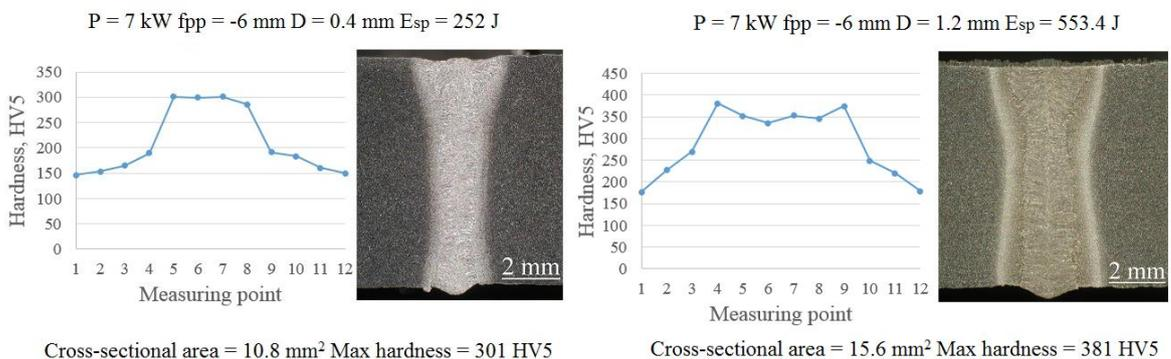 P = 7 kW fpp = -6 mm D = 0.4 mm Esp = 252 J
Hardness, HV5
350
300
250
200
150
100
50
0
1 2 3 4 5 6 7 8 9 10 11 12
Measuring point
2 mm
Cross-sectional area = 10.8 mm² Max hardness = 301 HV5
P = 7 kW fpp = -6 mm D = 1.2 mm Esp = 553.4 J
Hardness, HV5
450
400
350
300
250
200
150
100
50
0
1 2 3 4 5 6 7 8 9 10 11 12
Measuring point
2 mm
Cross-sectional area = 15.6 mm² Max hardness = 381 HV5